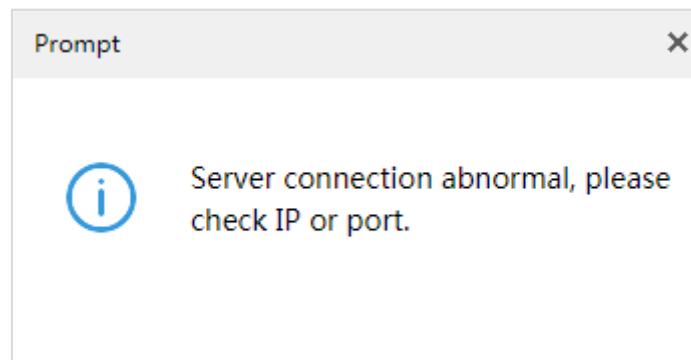 Prompt
Server connection abnormal, please
check IP or port.